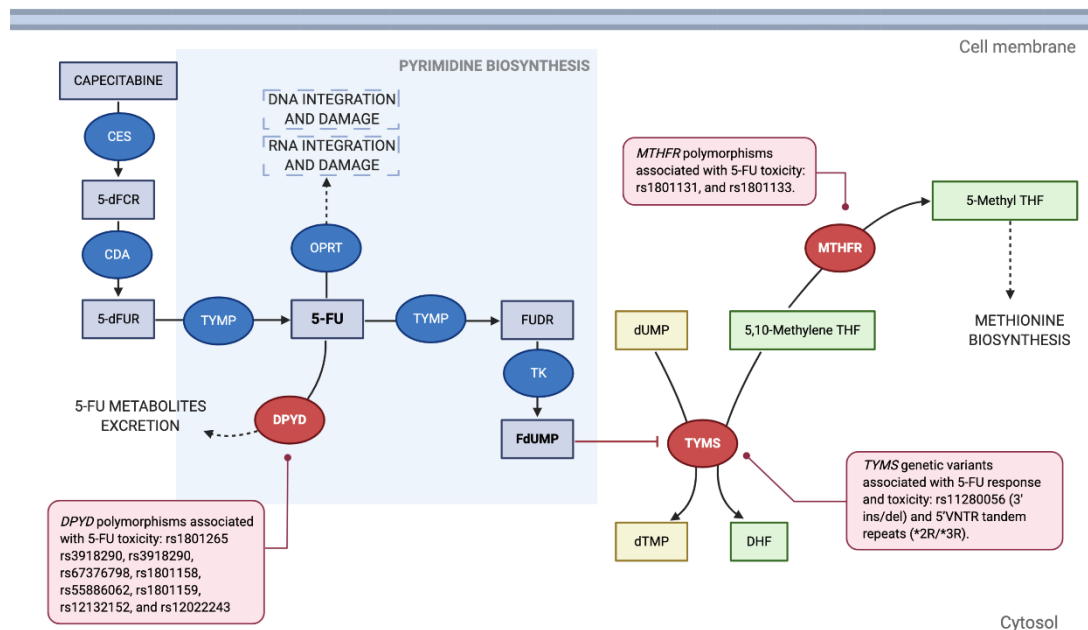 Cell membrane
PYRIMIDINE BIOSYNTHESIS
CAPECITABINE
CES
5-dFCR
CDA
5-dFUR
TYMP
DNA INTEGRATION
AND DAMAGE
RNA INTEGRATION
AND DAMAGE
OPRT
5-FU
TYMP
FUDR
TK
FdUMP
DPYD
5-FU METABOLITES
EXCRETION
DPYD polymorphisms associated
with 5-FU toxicity: rs1801265
rs3918290, rs3918290,
rs67376798, rs1801158,
rs55886062, rs1801159,
rs12132152, and rs12022243
MTHFR polymorphisms
associated with 5-FU toxicity:
rs1801131, and rs1801133.
MTHFR
5-Methyl THF
METHIONINE
BIOSYNTHESIS
dUMP
5,10-Methylene THF
TYMS
dTMP
DHF
TYMS genetic variants
associated with 5-FU response
and toxicity: rs11280056 (3'
ins/del) and 5'VNTR tandem
repeats (*2R/*3R).
Cytosol